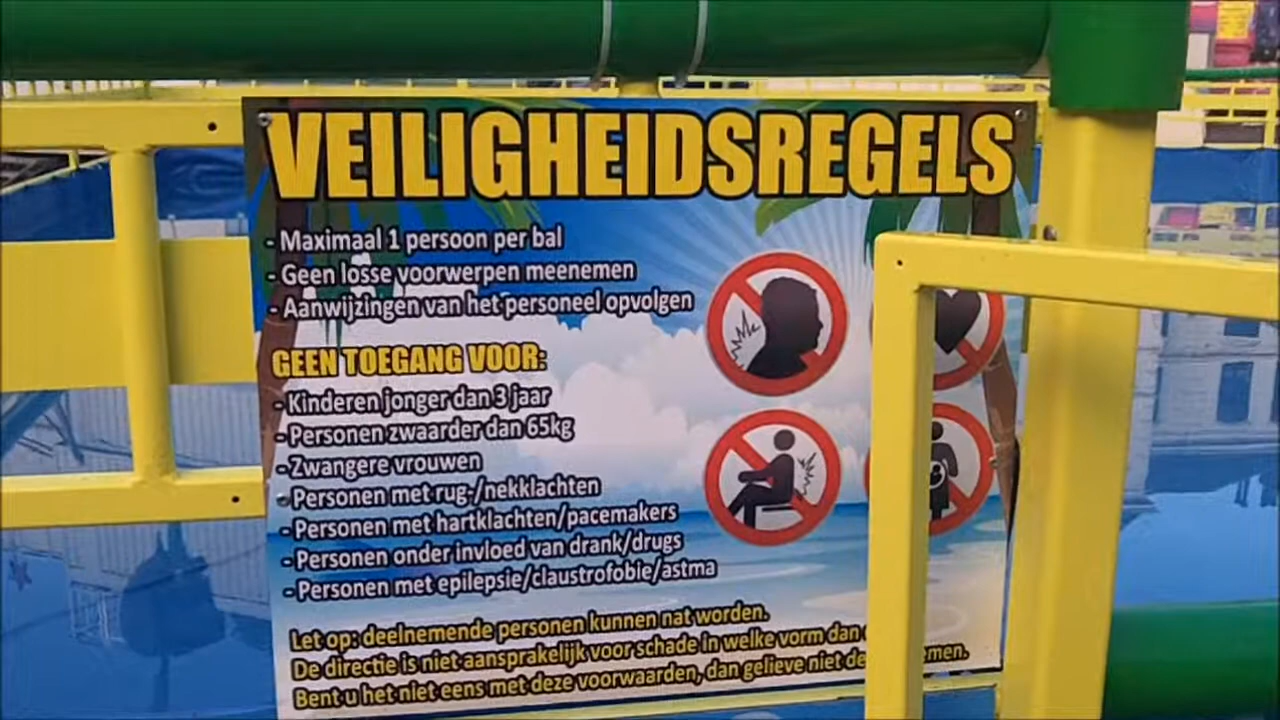 VEILIGHEIDSREGELS
- Maximaal 1 persoon per bal
- Geen losse voorwerpen meenemen
- Aanwijzingen van het personeel opvolgen
GEEN TOEGANG VOOR:
- Kinderen jonger dan 3 jaar
- Personen zwaarder dan 65kg
- Zwangere vrouwen
- Personen met rug-/nekklachten
- Personen met hartklachten/pacemakers
- Personen onder invloed van drank/drugs
- Personen met epilepsie/claustrofobie/astma
Let op: deelnemende personen kunnen nat worden.
De directie is niet aansprakelijk voor schade in welke vorm dan
Bent u het niet eens met deze voorwaarden, dan gelieve niet